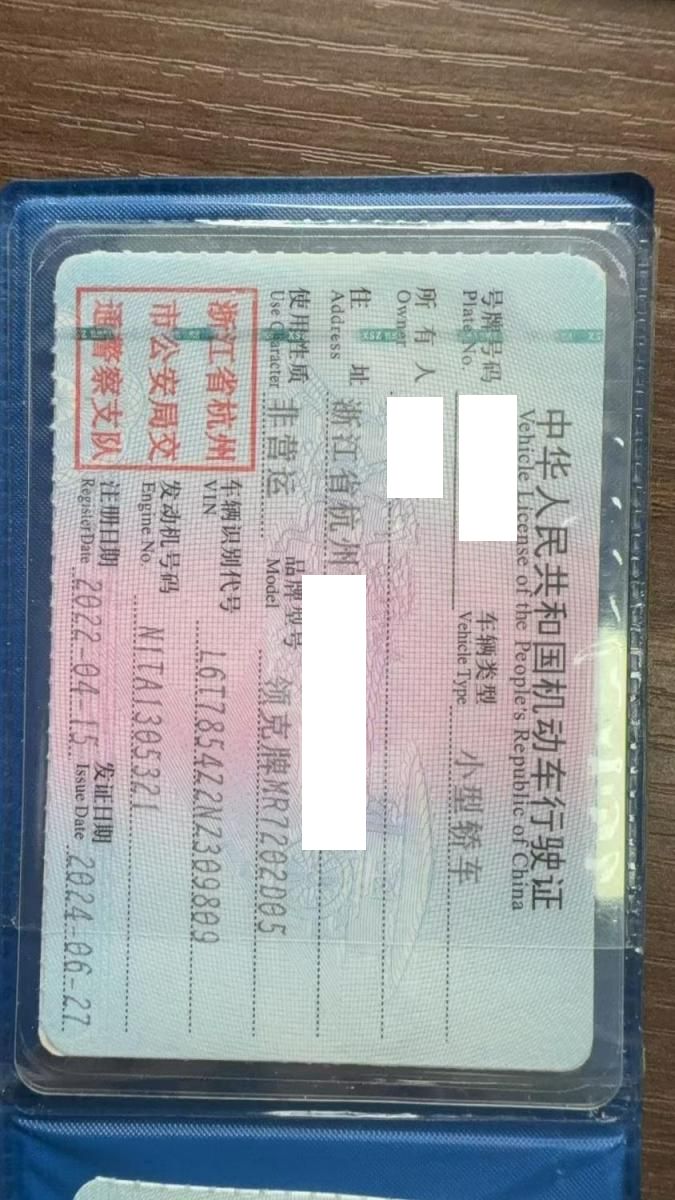 中华人民共和国机动车行驶证
Vehicle License of the People's Republic of China
号牌号码 车辆类型 小型轿车
Plate No. Vehicle Type
所有人
Owner
住址 浙江省杭州
Address
使用性质 非营运 品牌型号 领克牌MR7202D05
Use Character Model
浙江省杭州
市公安局交
通警察支队
车辆识别代号 L6T7854Z2NZ309809
VIN
发动机号码 N1TA1305321
Engine No.
注册日期 2022-04-15 发证日期 2024-06-27
Register Date Issue Date